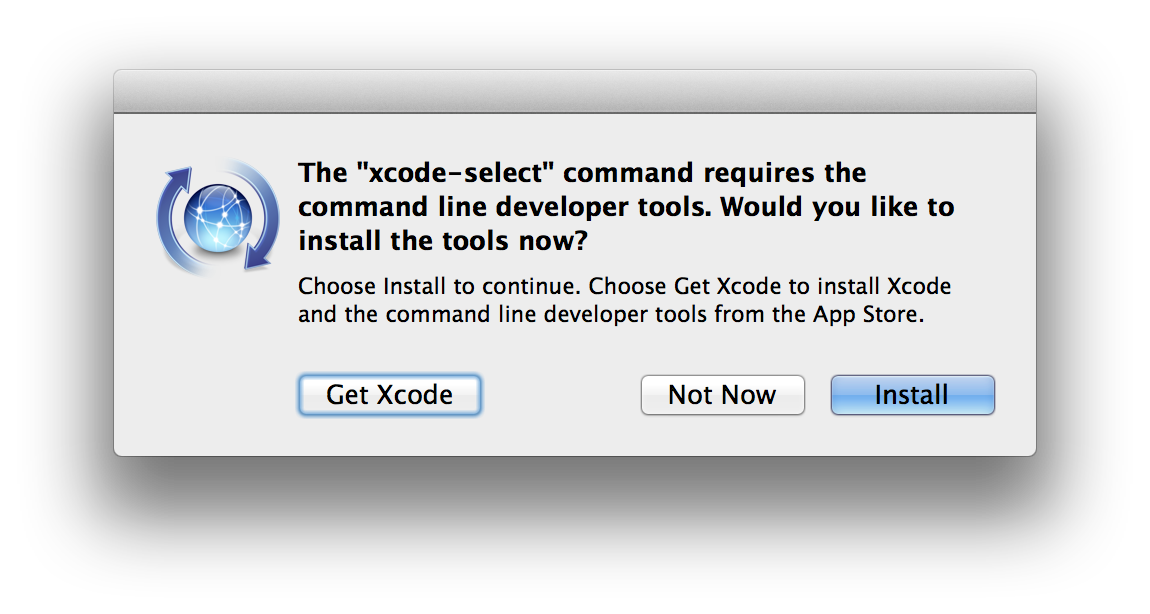 The "xcode-select" command requires the
command line developer tools. Would you like to
install the tools now?
Choose Install to continue. Choose Get Xcode to install Xcode
and the command line developer tools from the App Store.
Get Xcode
Not Now
Install